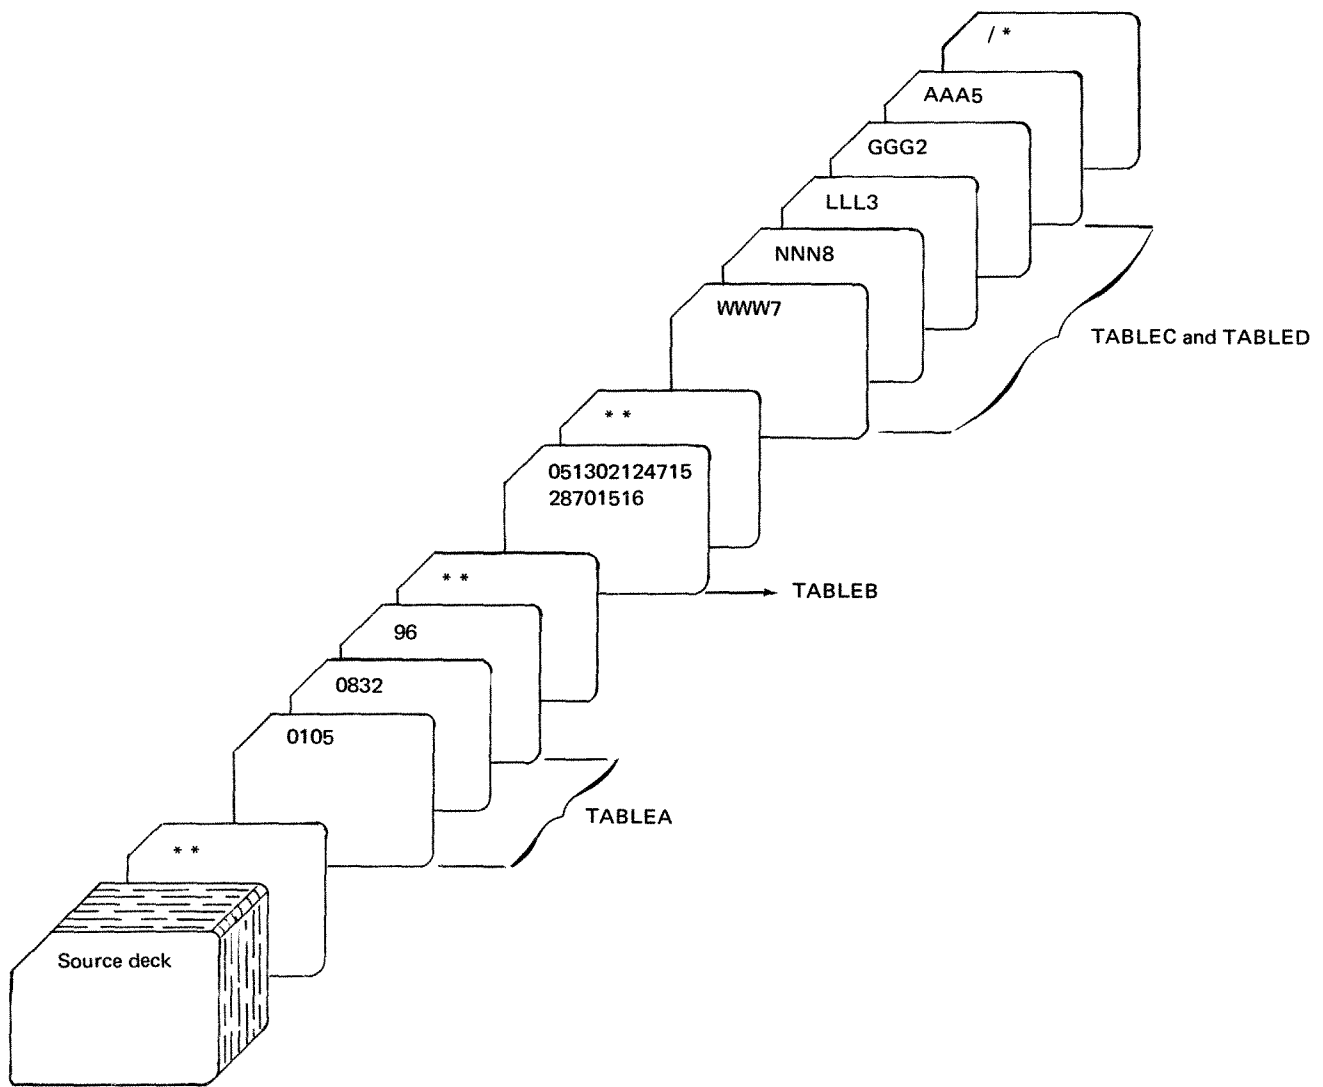 / *
AAA5
GGG2
LLL3
NNN8
WWW7
TABLEC and TABLED
* *
051302124715
28701516
TABLEB
* *
96
0832
0105
TABLEA
* *
Source deck